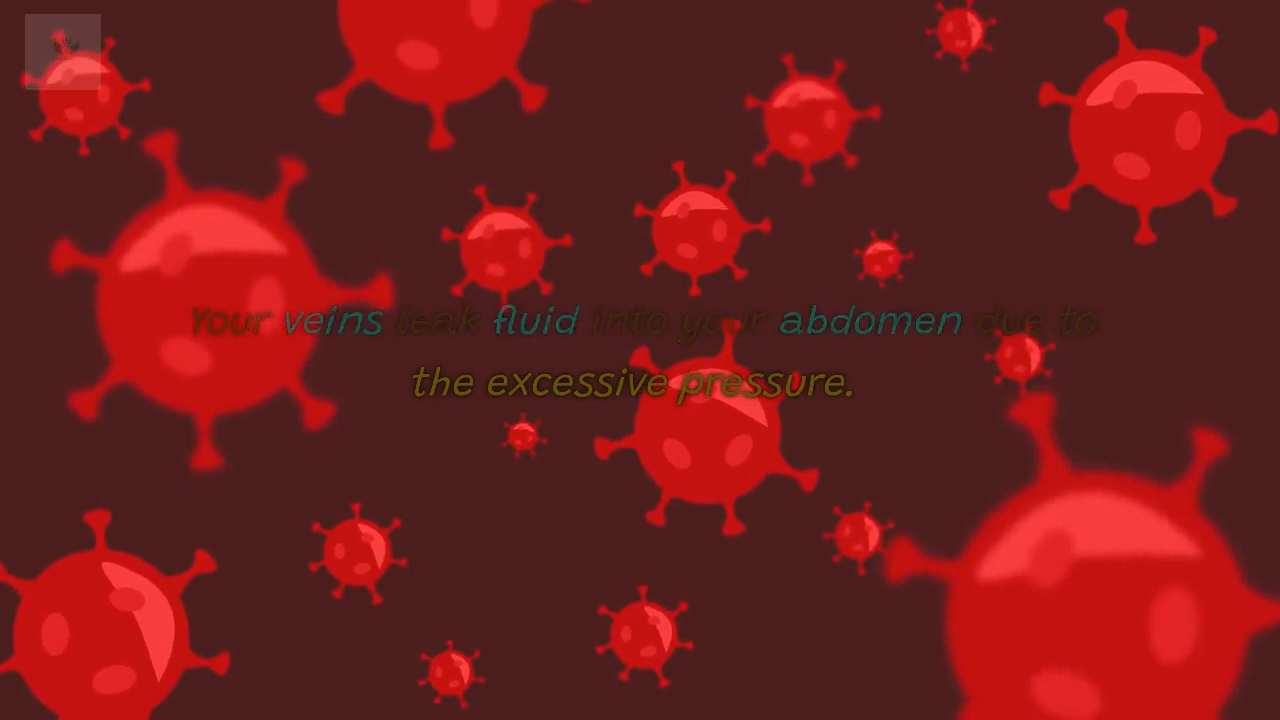 Your veins leak fluid into your abdomen due to
the excessive pressure.